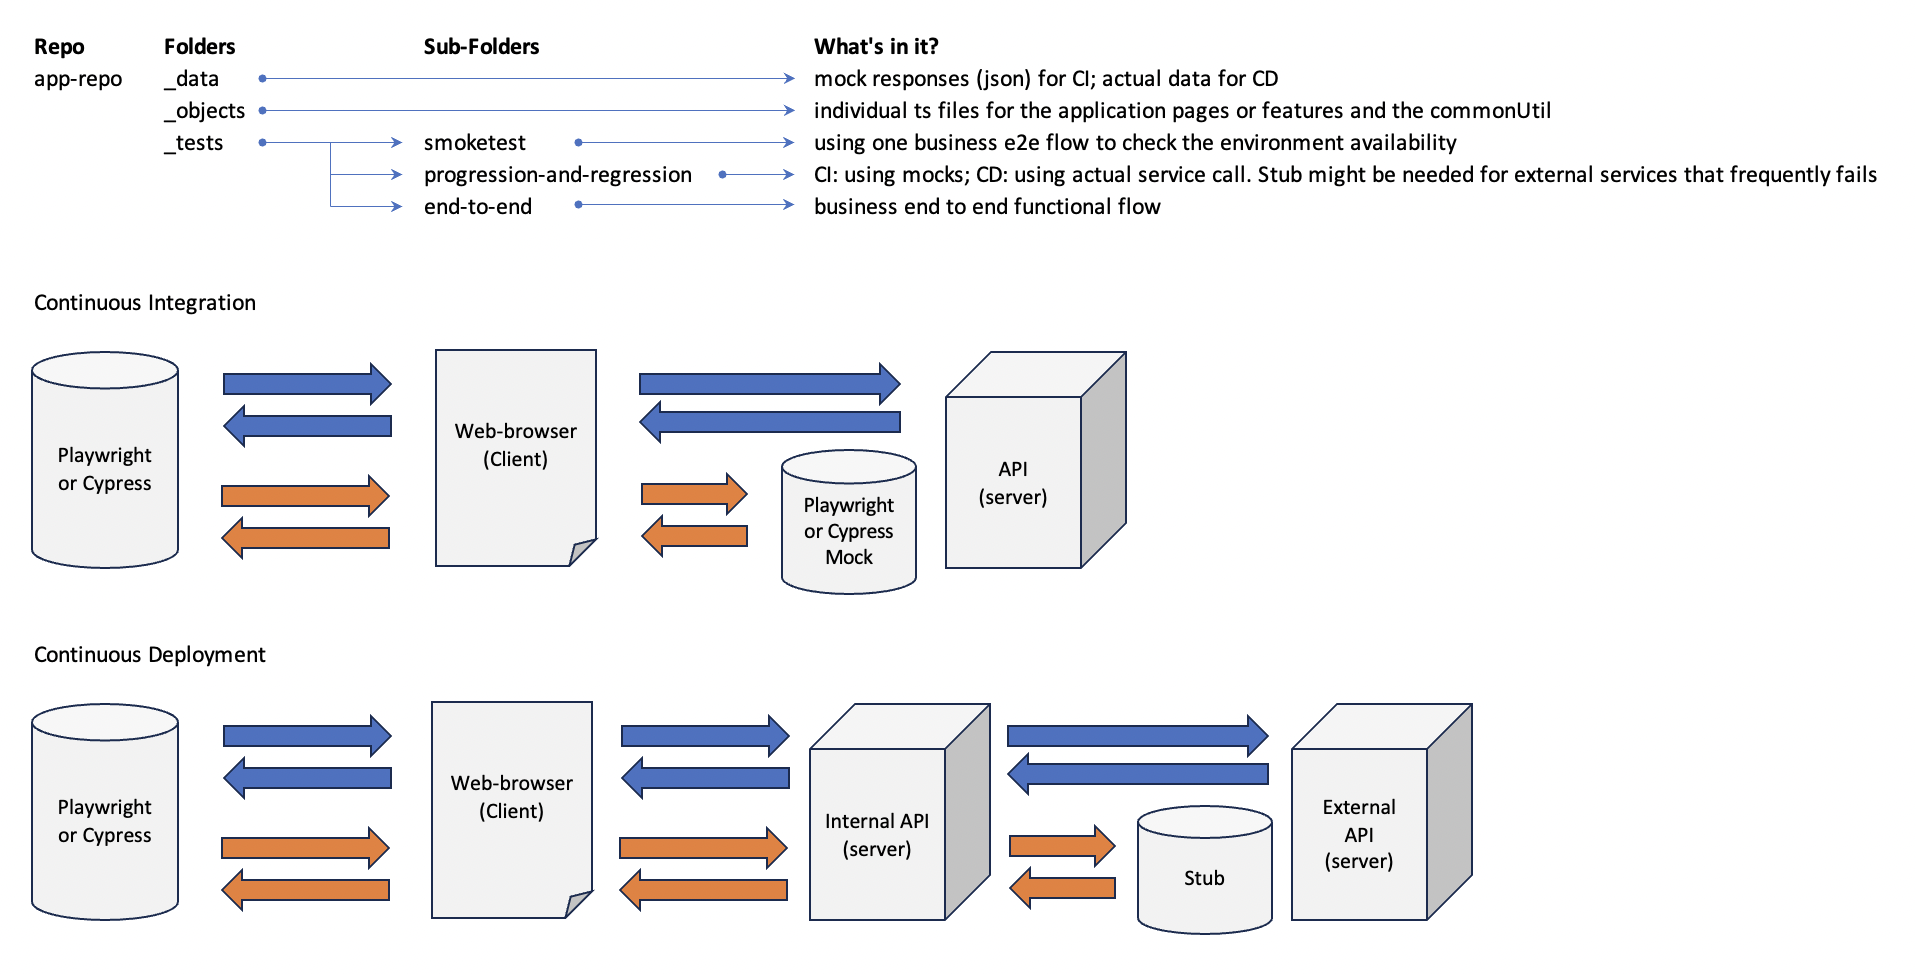 Repo Folders Sub-Folders What's in it?
app-repo _data mock responses (json) for CI; actual data for CD
_objects individual ts files for the application pages or features and the commonUtil
_tests smoketest using one business e2e flow to check the environment availability
progression-and-regression CI: using mocks; CD: using actual service call. Stub might be needed for external services that frequently fails
end-to-end business end to end functional flow
Continuous Integration
Playwright
or Cypress
Web-browser
(Client)
Playwright
or Cypress
Mock
API
(server)
Continuous Deployment
Playwright
or Cypress
Web-browser
(Client)
Internal API
(server)
Stub
External
API
(server)